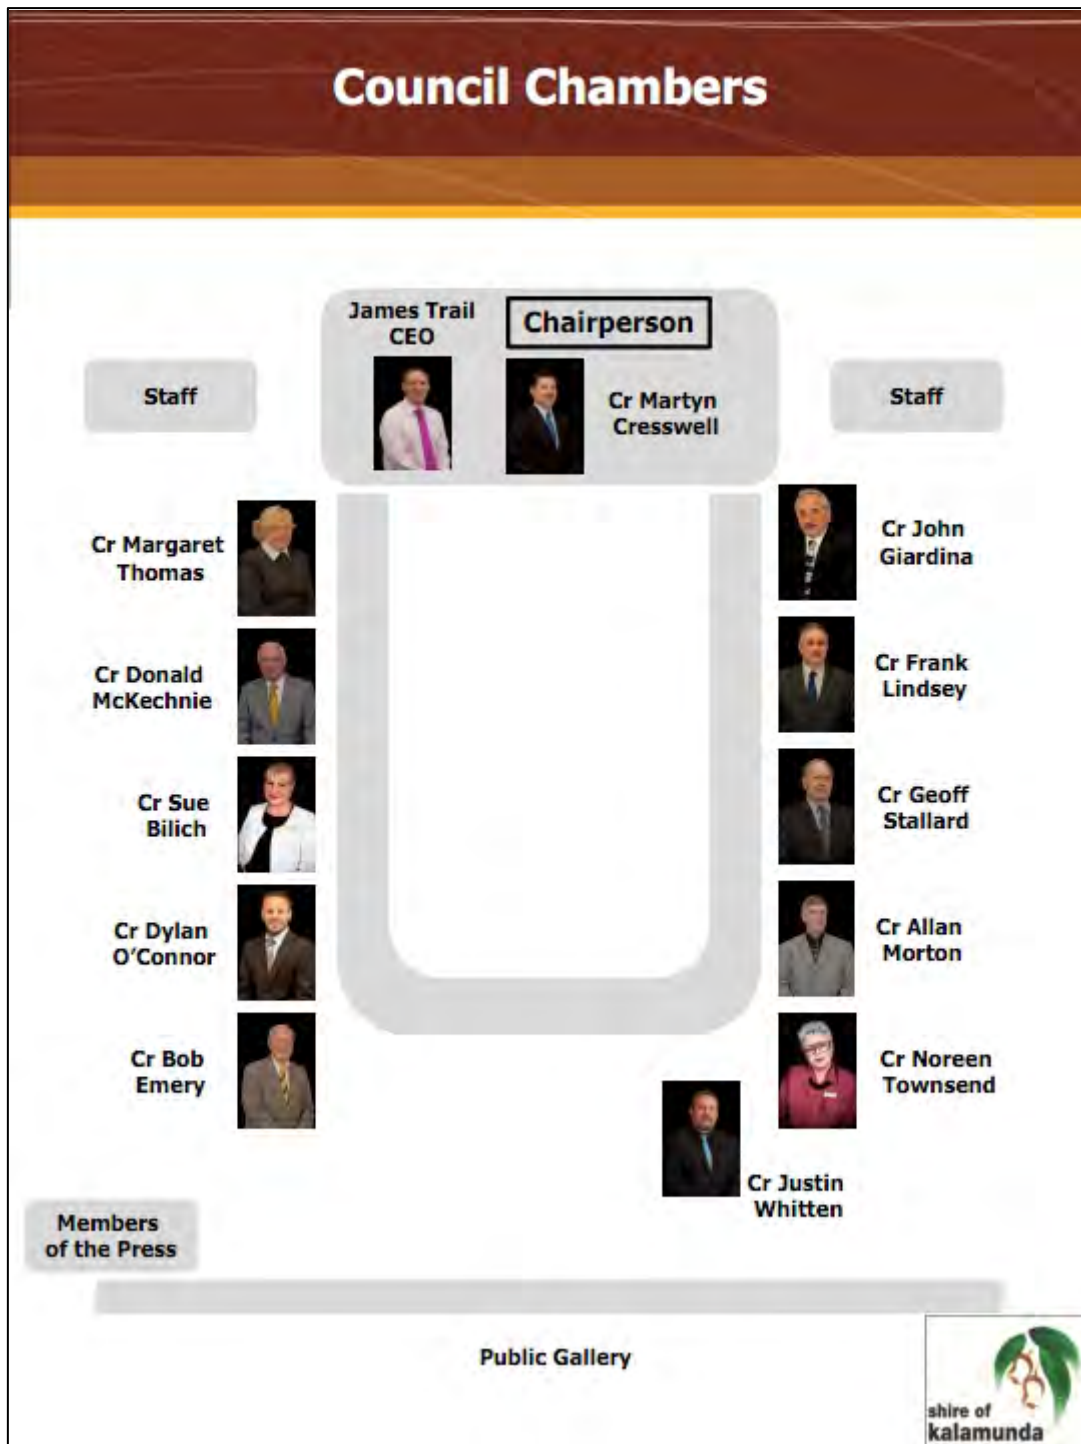 Council Chambers
James Trail
CEO
Chairperson
Cr Martyn
Cresswell
Staff
Staff
Cr Margaret
Thomas
Cr Donald
McKechnie
Cr Sue
Bilich
Cr Dylan
O'Connor
Cr Bob
Emery
Cr John
Giardina
Cr Frank
Lindsey
Cr Geoff
Stallard
Cr Allan
Morton
Cr Noreen
Townsend
Cr Justin
Whitten
Members
of the Press
Public Gallery
shire of
kalamunda